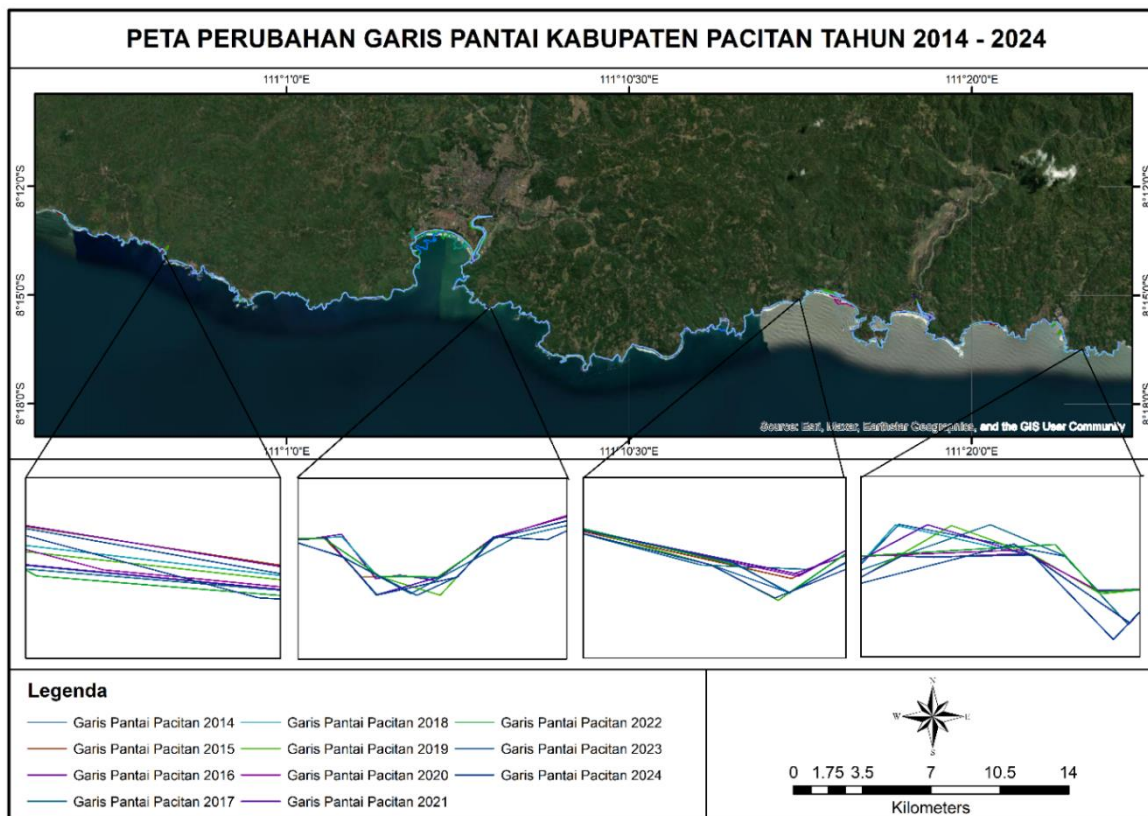 PETA PERUBAHAN GARIS PANTAI KABUPATEN PACITAN TAHUN 2014 - 2024
111°1'0"E 111°10'30"E 111°20'0"E
8°12'0"S 8°12'0"S
8°15'0"S 8°15'0"S
8°18'0"S 8°18'0"S
Source: Esri, Maxar, Earthstar Geographics, and the GIS User Community
111°1'0"E 111°10'30"E 111°20'0"E
Legenda
Garis Pantai Pacitan 2014
Garis Pantai Pacitan 2015
Garis Pantai Pacitan 2016
Garis Pantai Pacitan 2017
Garis Pantai Pacitan 2018
Garis Pantai Pacitan 2019
Garis Pantai Pacitan 2020
Garis Pantai Pacitan 2021
Garis Pantai Pacitan 2022
Garis Pantai Pacitan 2023
Garis Pantai Pacitan 2024
N
W E
S
0 1.75 3.5 7 10.5 14
Kilometers